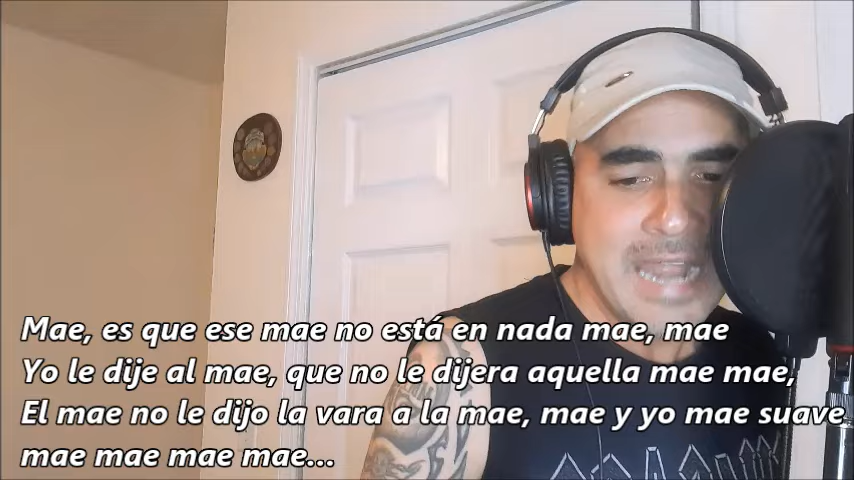 Mae, es que ese mae no está en nada mae, mae
Yo le dije al mae, que no le dijera aquella mae mae,
El mae no le dijo la vara a la mae, mae y yo mae suave
mae mae mae mae...